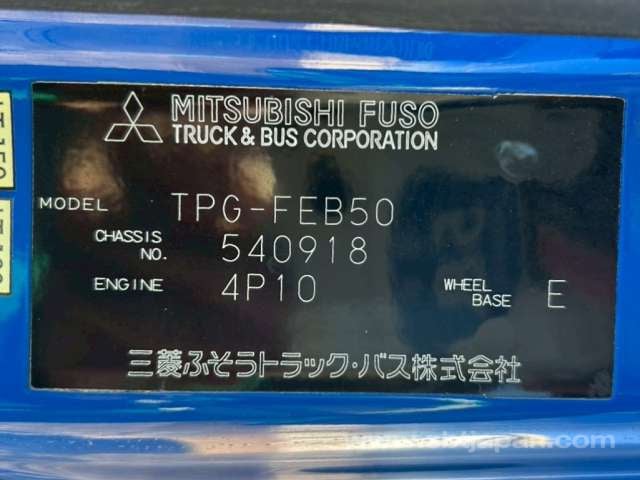 MITSUBISHI FUSO
TRUCK & BUS CORPORATION
MODEL TPG-FEB50
CHASSIS NO. 540918
ENGINE 4P10 WHEEL BASE E
三菱ふそうトラック・バス株式会社